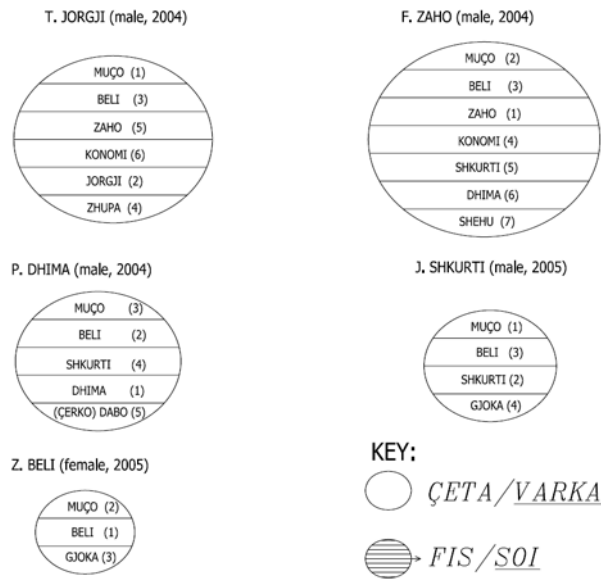 T. JORGJI (male, 2004)
MUÇO (1)
BELI (3)
ZAHO (5)
KONOMI (6)
JORGJI (2)
ZHUPA (4)
F. ZAHO (male, 2004)
MUÇO (2)
BELI (3)
ZAHO (1)
KONOMI (4)
SHKURTI (5)
DHIMA (6)
SHEHU (7)
P. DHIMA (male, 2004)
MUÇO (3)
BELI (2)
SHKURTI (4)
DHIMA (1)
(ÇERKO) DABO (5)
J. SHKURTI (male, 2005)
MUÇO (1)
BELI (3)
SHKURTI (2)
GJOKA (4)
Z. BELI (female, 2005)
MUÇO (2)
BELI (1)
GJOKA (3)
KEY:
ÇETA/VARKA
FIS/SOI